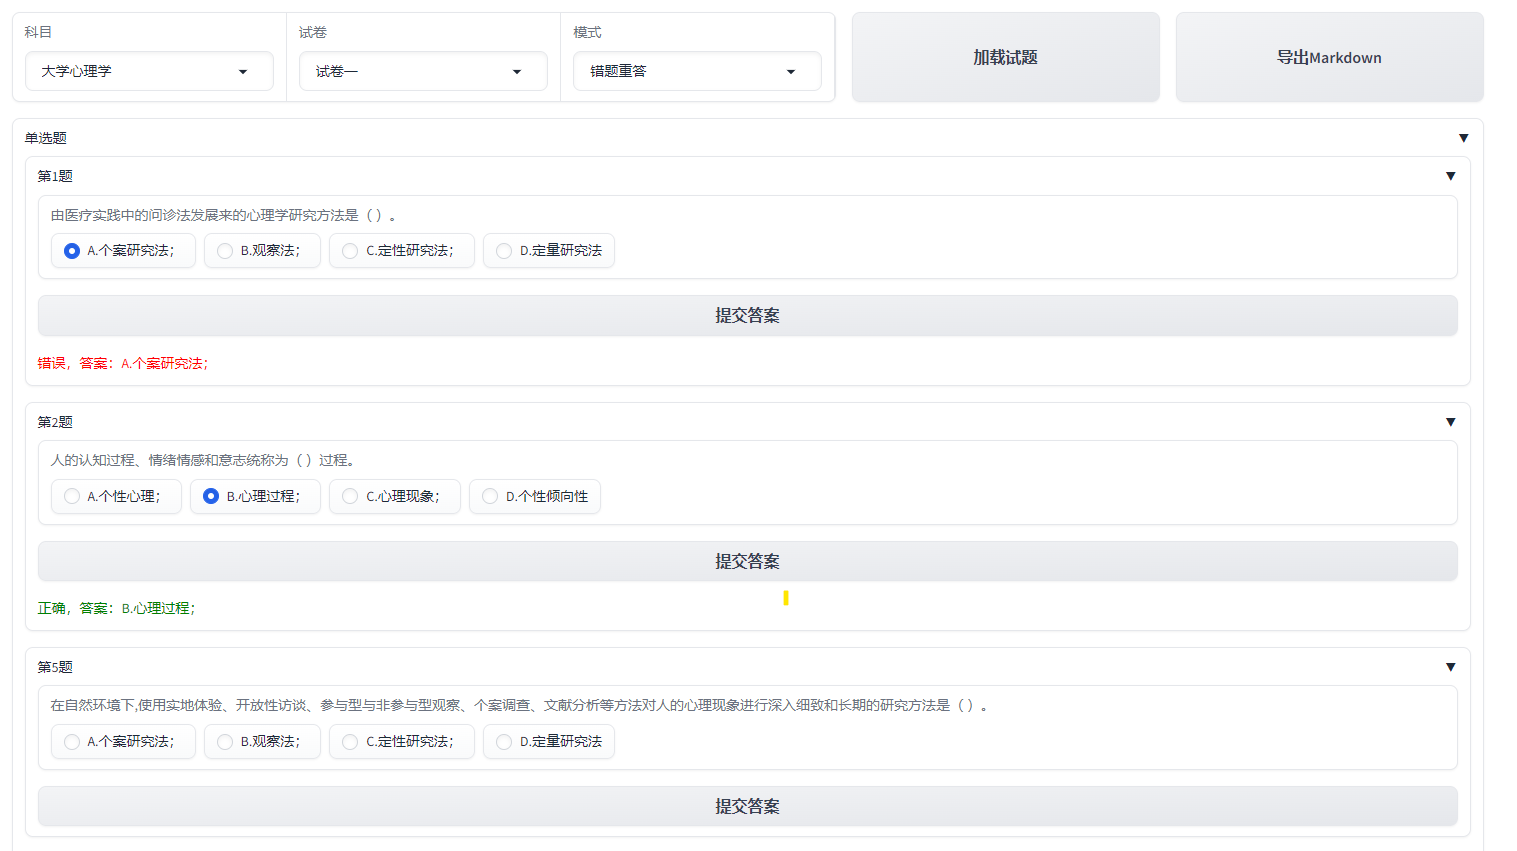 科目
试卷
模式
大学心理学
试卷一
错题重答
加载试题
导出Markdown
单选题
第1题
由医疗实践中的问诊法发展来的心理学研究方法是（ ）。
A.个案研究法； B.观察法； C.定性研究法； D.定量研究法
提交答案
错误，答案：A.个案研究法；
第2题
人的认知过程、情绪情感和意志统称为（ ）过程。
A.个性心理； B.心理过程； C.心理现象； D.个性倾向性
提交答案
正确，答案：B.心理过程；
第5题
在自然环境下,使用实地体验、开放性访谈、参与型与非参与型观察、个案调查、文献分析等方法对人的心理现象进行深入细致和长期的研究方法是（ ）。
A.个案研究法； B.观察法； C.定性研究法； D.定量研究法
提交答案